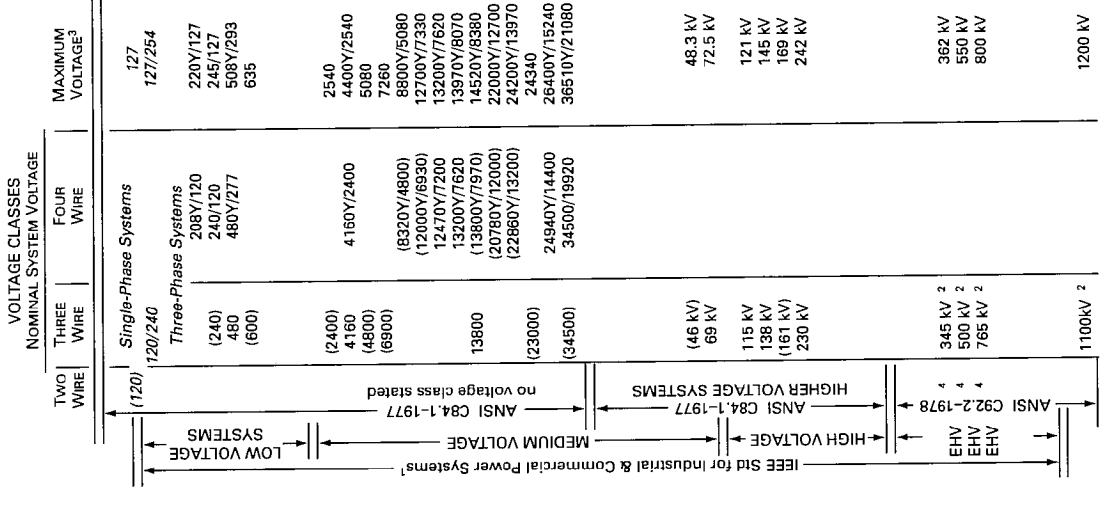 VOLTAGE CLASSES
NOMINAL SYSTEM VOLTAGE
TWO WIRE THREE WIRE FOUR WIRE MAXIMUM VOLTAGE³
Single-Phase Systems
(120) 127
120/240 127/254
Three-Phase Systems
208Y/120 220Y/127
(240) 240/120 245/127
480 480Y/277 508Y/293
(600) 635
(2400) 2540
4160 4160Y/2400 4400Y/2540
(4800) 5080
(6900) 7260
(8320Y/4800) 8800Y/5080
(12000Y/6930) 12700Y/7330
12470Y/7200 13200Y/7620
13200Y/7620 13970Y/8070
13800 (13800Y/7970) 14520Y/8380
(20780Y/12000) 22000Y/12700
(22860Y/13200) 24200Y/13970
(23000) 24340
24940Y/14400 26400Y/15240
(34500) 34500/19920 36510Y/21080
(46 kV) 48.3 kV
69 kV 72.5 kV
115 kV 121 kV
138 kV 145 kV
(161 kV) 169 kV
230 kV 242 kV
EHV 4 345 kV 2 362 kV
EHV 4 500 kV 2 550 kV
EHV 4 765 kV 2 800 kV
1100kV 2 1200 kV
ANSI C84.1-1977
no voltage class stated
ANSI C84.1-1977
HIGHER VOLTAGE SYSTEMS
ANSI C92.2-1978
LOW VOLTAGE
SYSTEMS
MEDIUM VOLTAGE
HIGH VOLTAGE
IEEE Std for Industrial & Commercial Power Systems¹